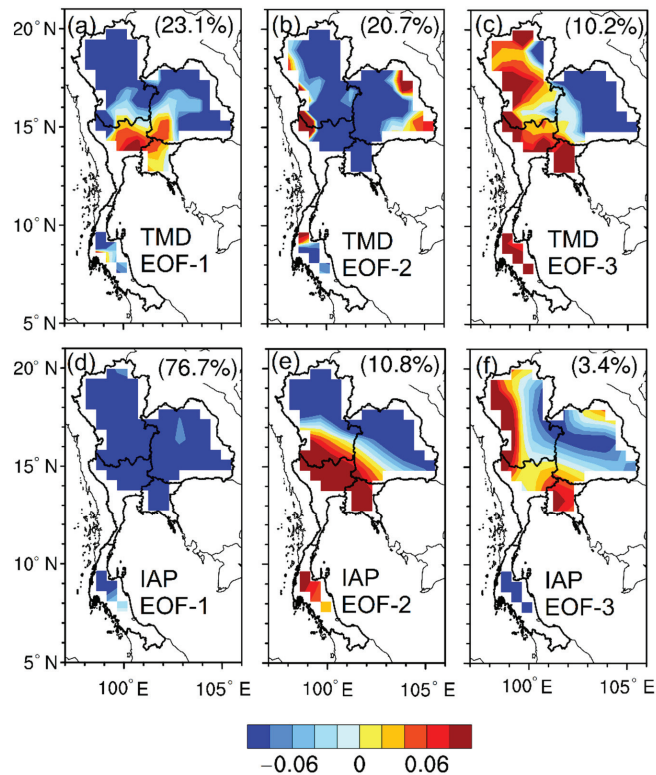 (a) (23.1%) (b) (20.7%) (c) (10.2%)
20° N
15° N
10° N
5° N
TMD
EOF-1
TMD
EOF-2
TMD
EOF-3
(d) (76.7%) (e) (10.8%) (f) (3.4%)
20° N
15° N
10° N
5° N
IAP
EOF-1
IAP
EOF-2
IAP
EOF-3
100° E 105° E 100° E 105° E 100° E 105° E
−0.06 0 0.06